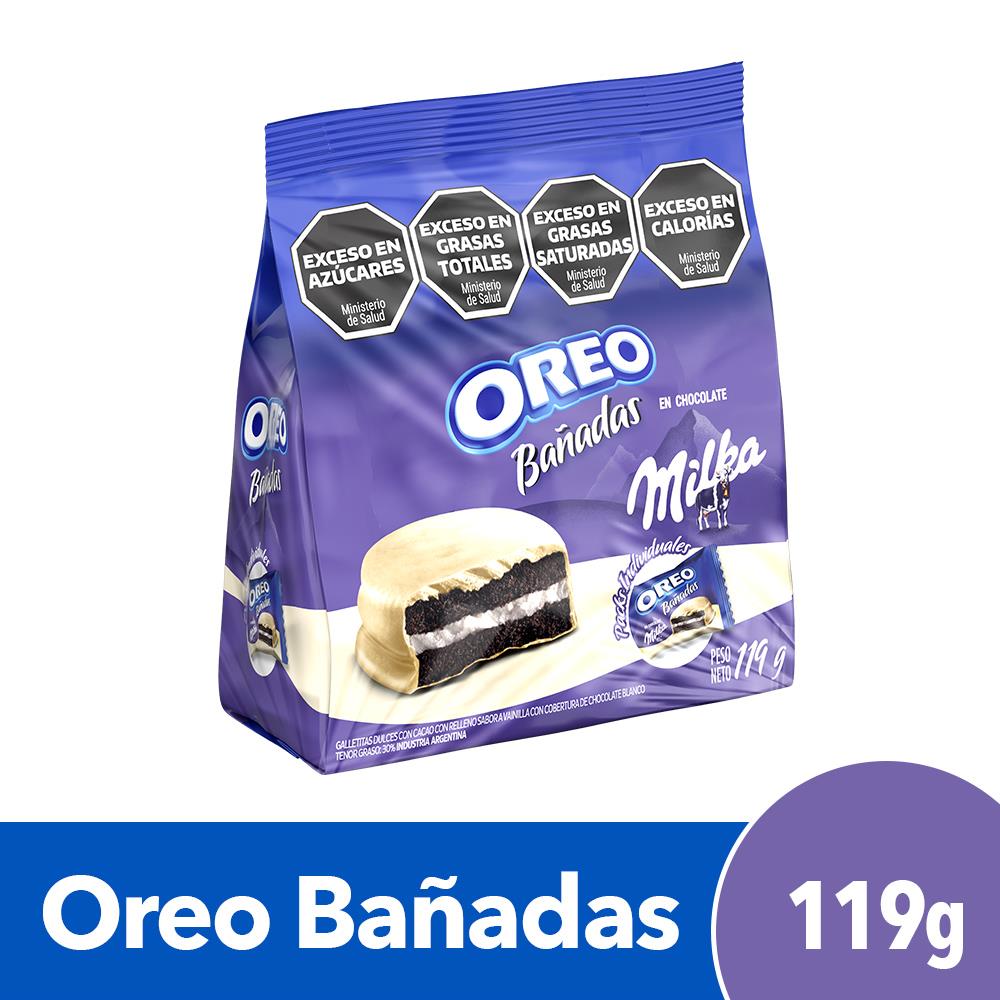 EXCESO EN
AZÚCARES
Ministerio
de Salud
EXCESO EN
GRASAS
TOTALES
Ministerio
de Salud
EXCESO EN
GRASAS
SATURADAS
Ministerio
de Salud
EXCESO EN
CALORÍAS
Ministerio
de Salud
OREO
Bañadas
EN CHOCOLATE
Milka
OREO
Bañadas
Packs Individuales
OREO
Bañadas
Milka
PESO
NETO 119 g
OREO
GALLETITAS DULCES CON CACAO CON RELLENO SABOR A VAINILLA CON COBERTURA DE CHOCOLATE BLANCO
TENOR GRASO: 30% INDUSTRIA ARGENTINA
Oreo Bañadas
119g